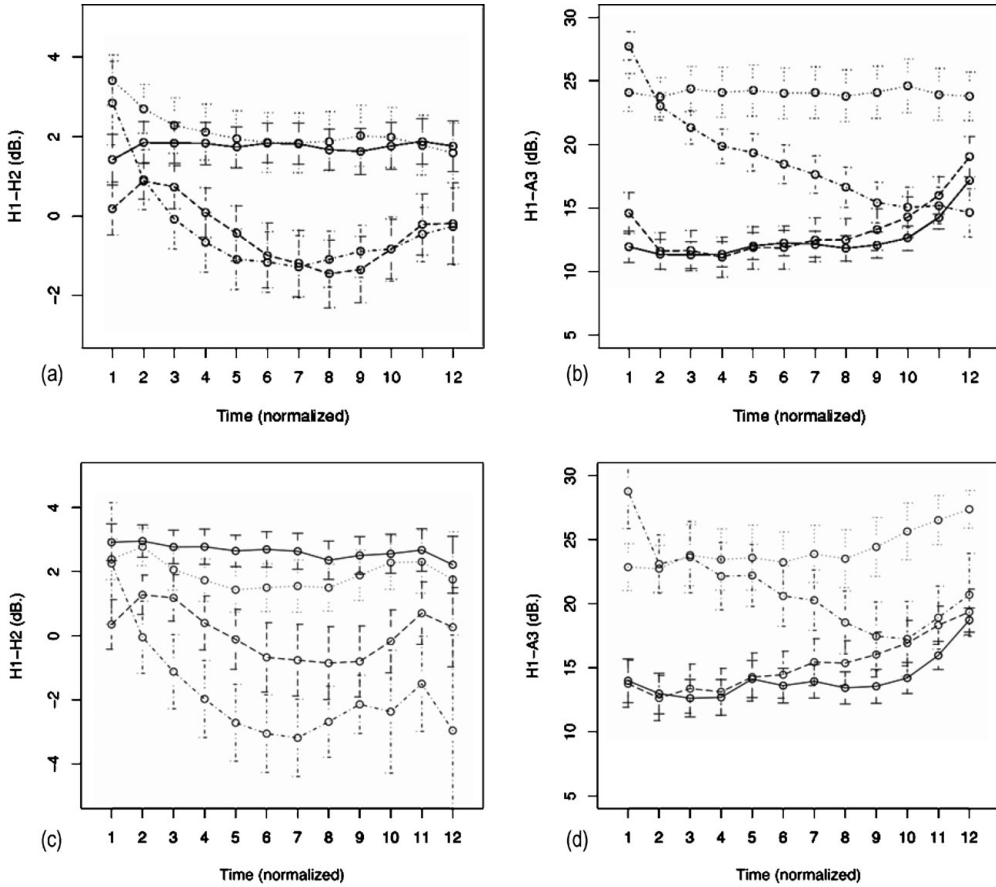 H1−H2 (dB.)
4
2
0
−2
1 2 3 4 5 6 7 8 9 10 12
(a)
Time (normalized)
H1−A3 (dB.)
30
25
20
15
10
5
1 2 3 4 5 6 7 8 9 10 12
(b)
Time (normalized)
H1−H2 (dB.)
4
2
0
−2
−4
1 2 3 4 5 6 7 8 9 10 11 12
(c)
Time (normalized)
H1−A3 (dB.)
30
25
20
15
10
5
1 2 3 4 5 6 7 8 9 10 11 12
(d)
Time (normalized)